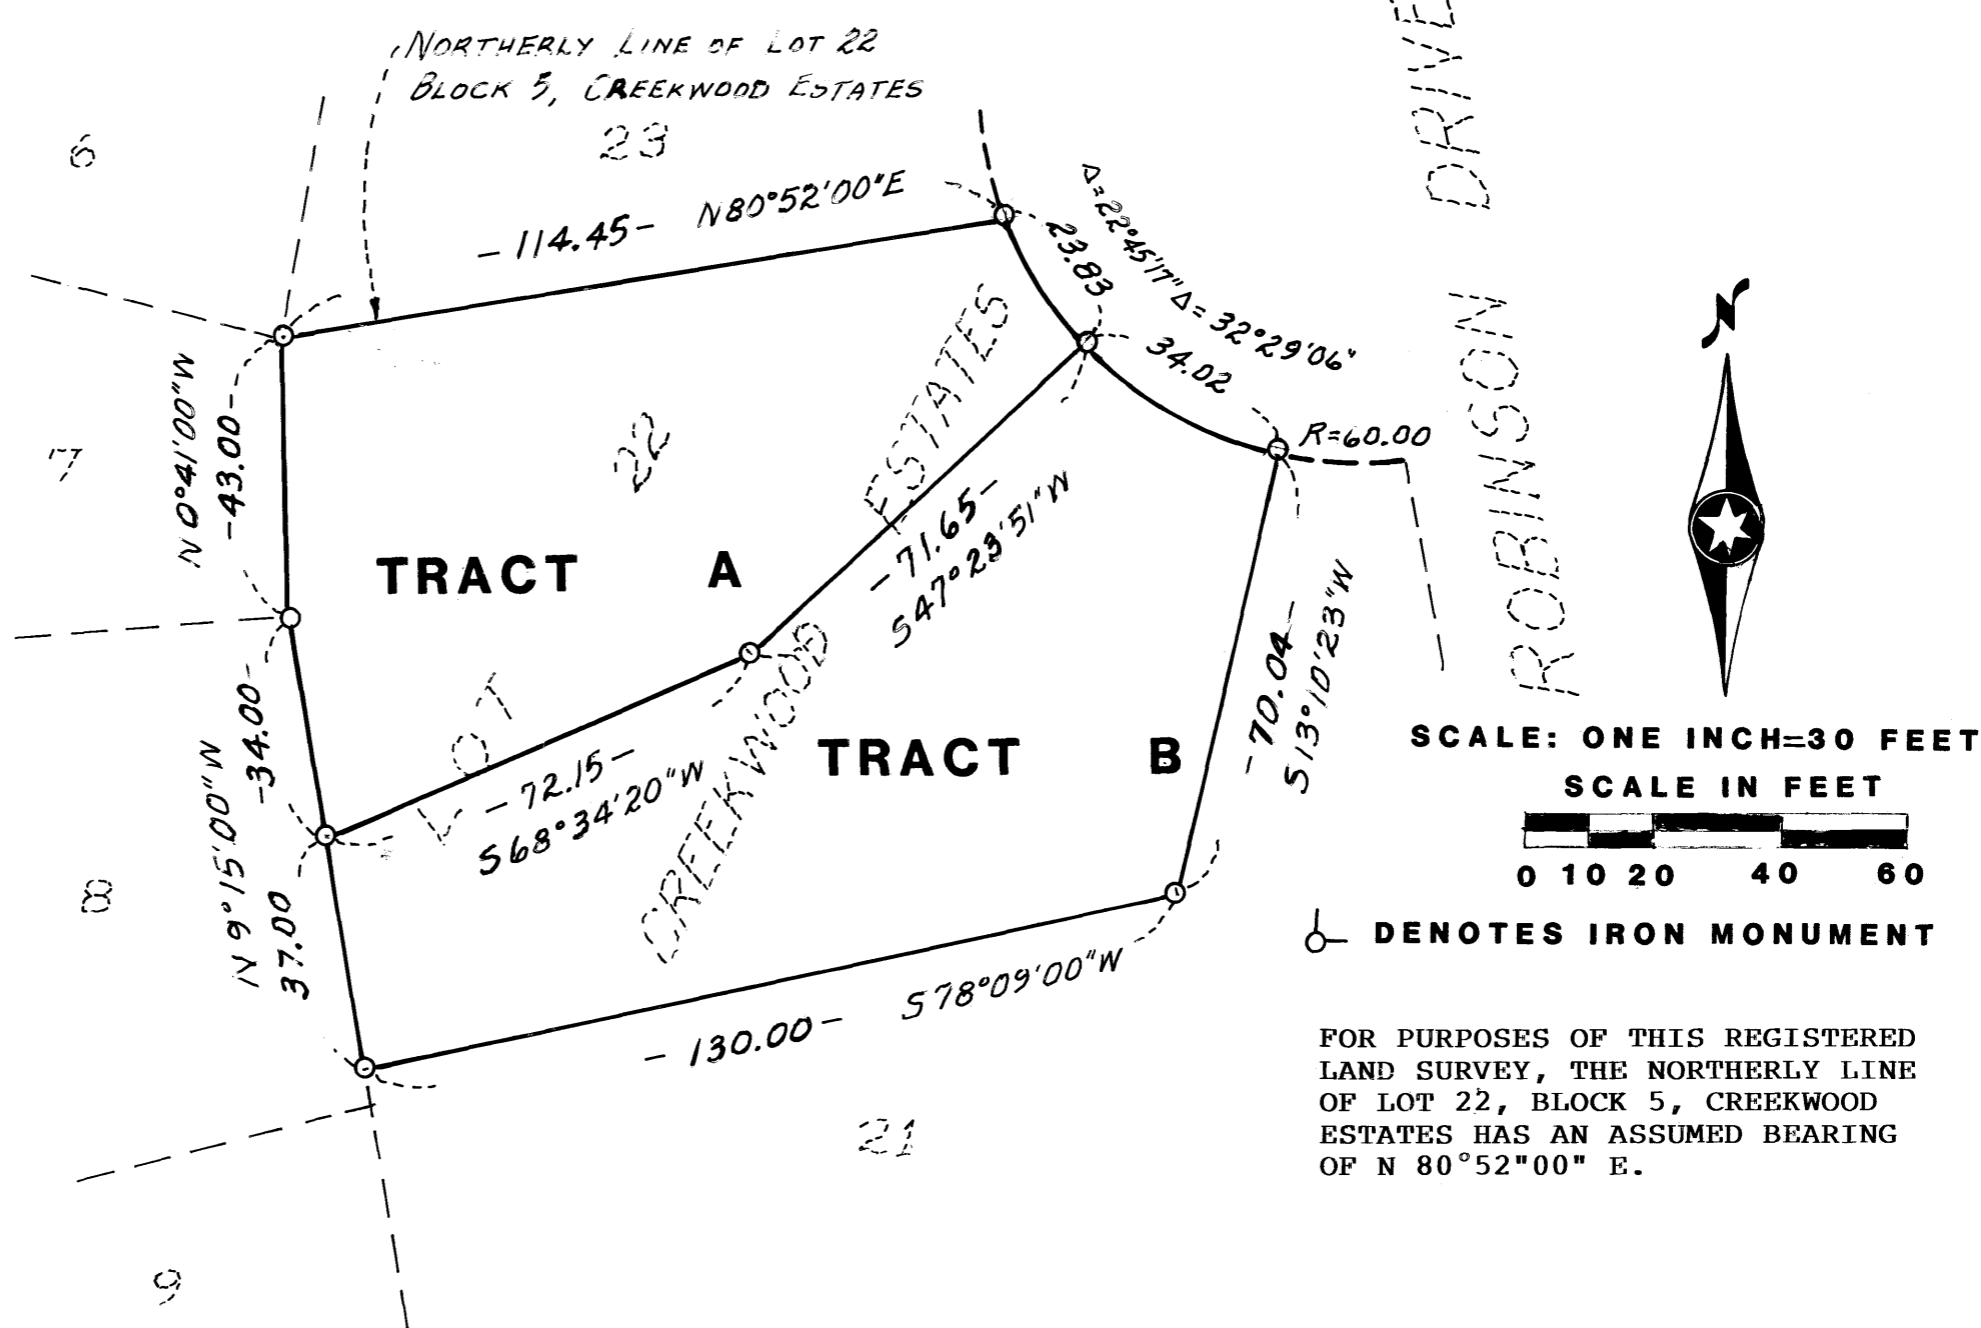 NORTHERLY LINE OF LOT 22
BLOCK 5, CREEKWOOD ESTATES
23
6
-114.45- N80°52'00"E
Δ=22°45'17"
23.83
Δ=32°29'06"
34.02
R=60.00
ROBINSON DRIVE
N
7
N 0°41'00"W
-43.00-
22
TRACT A
-71.65-
S47°23'51"W
-34.00-
N 9°15'00"W
37.00
LOT
-72.15-
S68°34'20"W
CREEKWOOD ESTATES
TRACT B
-70.04-
S13°10'23"W
8
-130.00- S78°09'00"W
21
9
SCALE: ONE INCH=30 FEET
SCALE IN FEET
0 10 20 40 60
DENOTES IRON MONUMENT
FOR PURPOSES OF THIS REGISTERED
LAND SURVEY, THE NORTHERLY LINE
OF LOT 22, BLOCK 5, CREEKWOOD
ESTATES HAS AN ASSUMED BEARING
OF N 80°52"00" E.